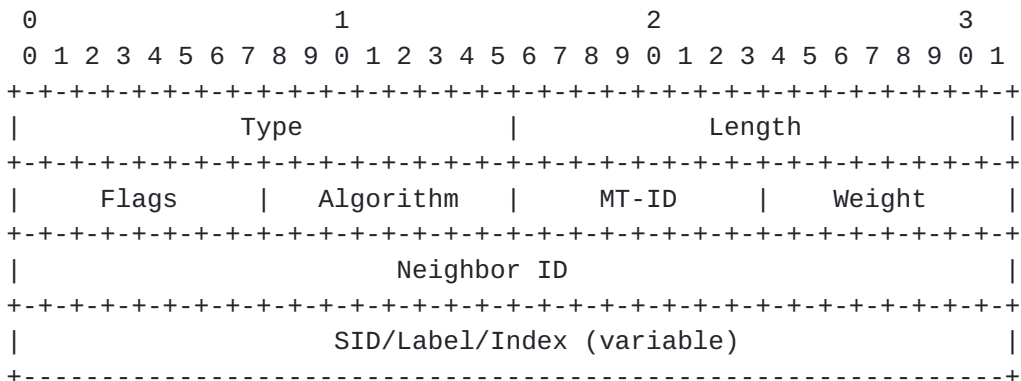 0                   1                   2                   3
 0 1 2 3 4 5 6 7 8 9 0 1 2 3 4 5 6 7 8 9 0 1 2 3 4 5 6 7 8 9 0 1
+-+-+-+-+-+-+-+-+-+-+-+-+-+-+-+-+-+-+-+-+-+-+-+-+-+-+-+-+-+-+-+-+
|              Type             |            Length             |
+-+-+-+-+-+-+-+-+-+-+-+-+-+-+-+-+-+-+-+-+-+-+-+-+-+-+-+-+-+-+-+-+
|     Flags     |   Algorithm   |     MT-ID     |    Weight     |
+-+-+-+-+-+-+-+-+-+-+-+-+-+-+-+-+-+-+-+-+-+-+-+-+-+-+-+-+-+-+-+-+
|                        Neighbor ID                            |
+-+-+-+-+-+-+-+-+-+-+-+-+-+-+-+-+-+-+-+-+-+-+-+-+-+-+-+-+-+-+-+-+
|                    SID/Label/Index (variable)                 |
+---------------------------------------------------------------+